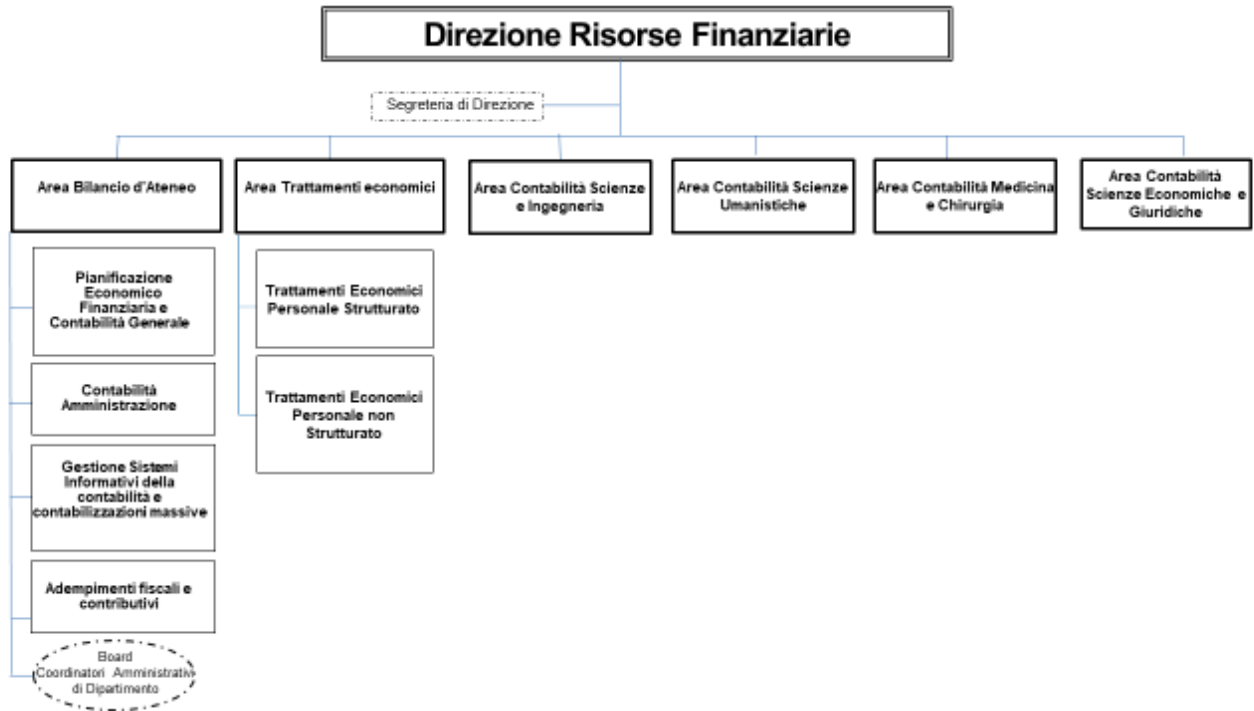 Direzione Risorse Finanziarie
Segreteria di Direzione
Area Bilancio d'Ateneo
Area Trattamenti economici
Area Contabilità Scienze
e Ingegneria
Area Contabilità Scienze
Umanistiche
Area Contabilità Medicina
e Chirurgia
Area Contabilità
Scienze Economiche e
Giuridiche
Pianificazione
Economico
Finanziaria e
Contabilità Generale
Contabilità
Amministrazione
Gestione Sistemi
Informativi della
contabilità e
contabilizzazioni massive
Adempimenti fiscali e
contributivi
Board
Coordinatori Amministrativi
di Dipartimento
Trattamenti Economici
Personale Strutturato
Trattamenti Economici
Personale non
Strutturato